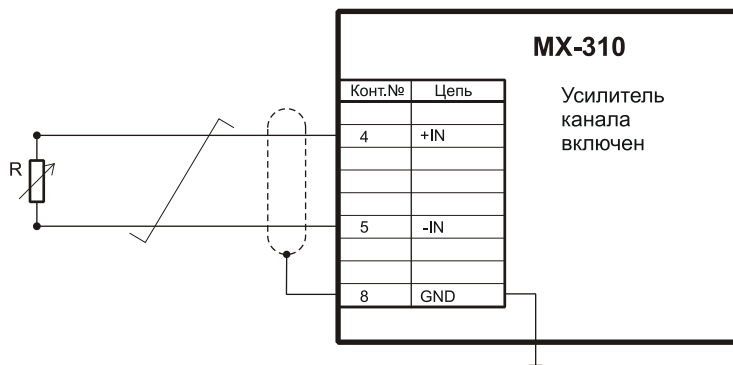 MX-310
Конт.№ Цепь
Усилитель
канала
включен
4 +IN
R
5 -IN
8 GND